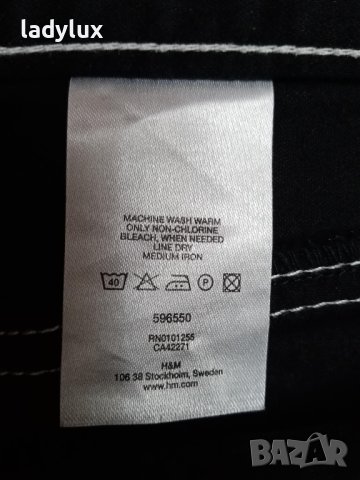 ladylux
MACHINE WASH WARM
ONLY NON-CHLORINE
BLEACH, WHEN NEEDED
LINE DRY
MEDIUM IRON
40 P
596550
RN0101255
CA42271
H&M
106 38 Stockholm, Sweden
www.hm.com
BAZAR